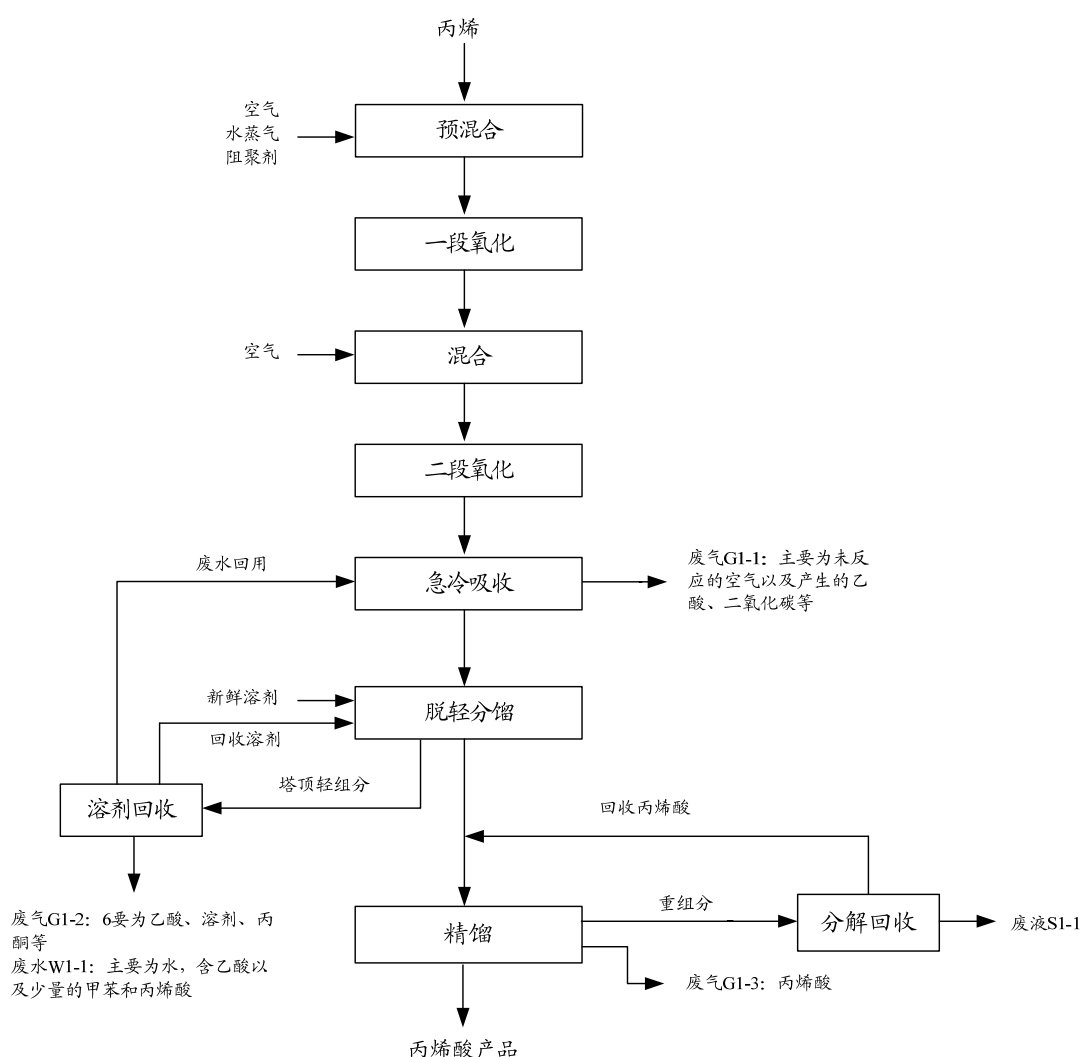 丙烯
空气
水蒸气
阻聚剂
预混合
一段氧化
空气
混合
二段氧化
废水回用
急冷吸收
废气G1-1：主要为未反
应的空气以及产生的乙
酸、二氧化碳等
新鲜溶剂
回收溶剂
脱轻分馏
塔顶轻组分
溶剂回收
回收丙烯酸
废气G1-2：6要为乙酸、溶剂、丙
酮等
废水W1-1：主要为水，含乙酸以
及少量的甲苯和丙烯酸
精馏
重组分
分解回收
废液S1-1
废气G1-3：丙烯酸
丙烯酸产品